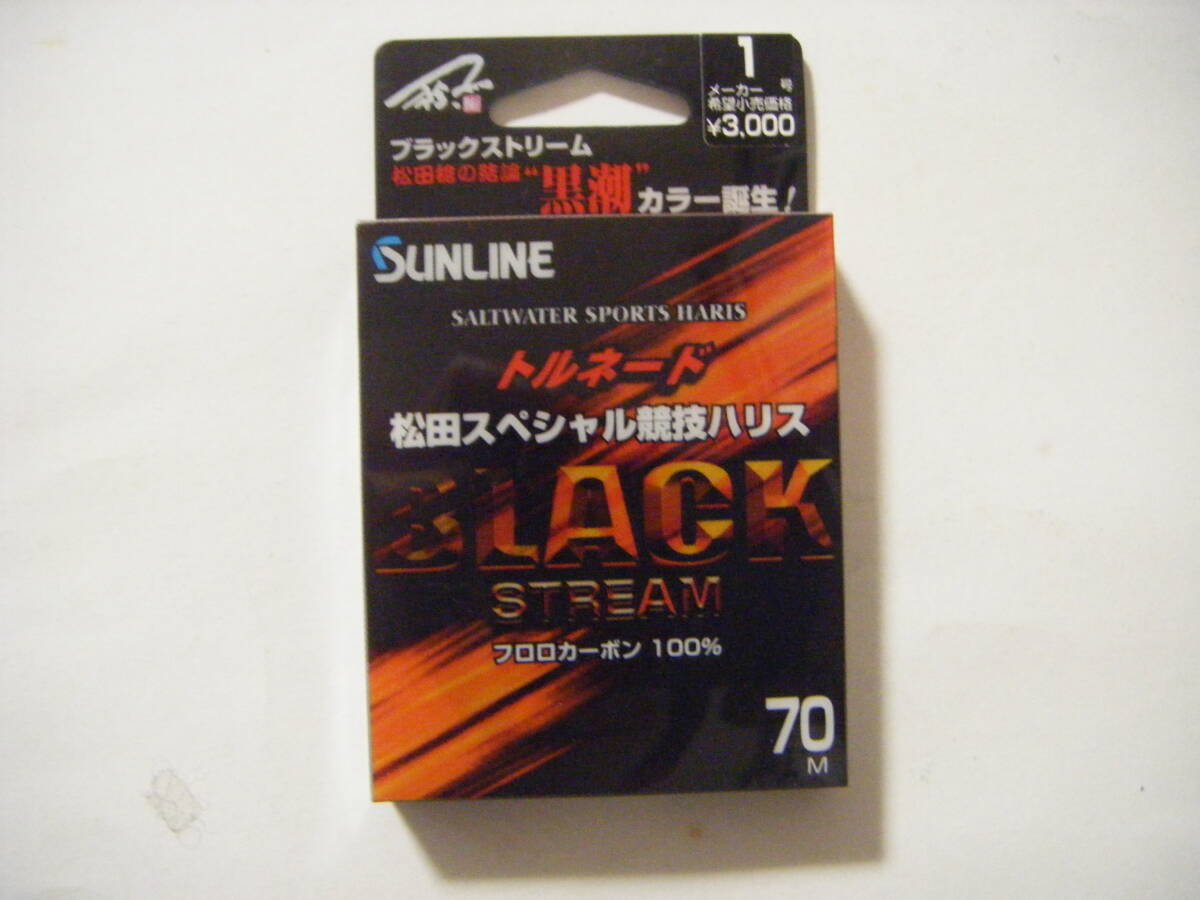 1号
メーカー
希望小売価格
¥3,000
ブラックストリーム
松田稔の結論"黒潮"カラー誕生!
SUNLINE
SALTWATER SPORTS HARIS
トルネード
松田スペシャル競技ハリス
BLACK
STREAM
フロロカーボン 100%
70
M